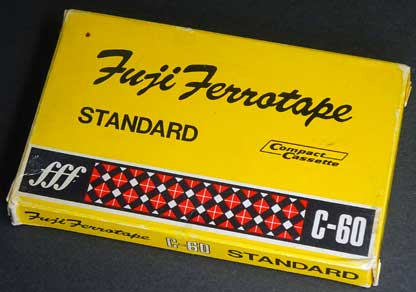 Fuji Ferrotape
STANDARD
Compact
Cassette
fff
C-60
Fuji Ferrotape C-60 STANDARD